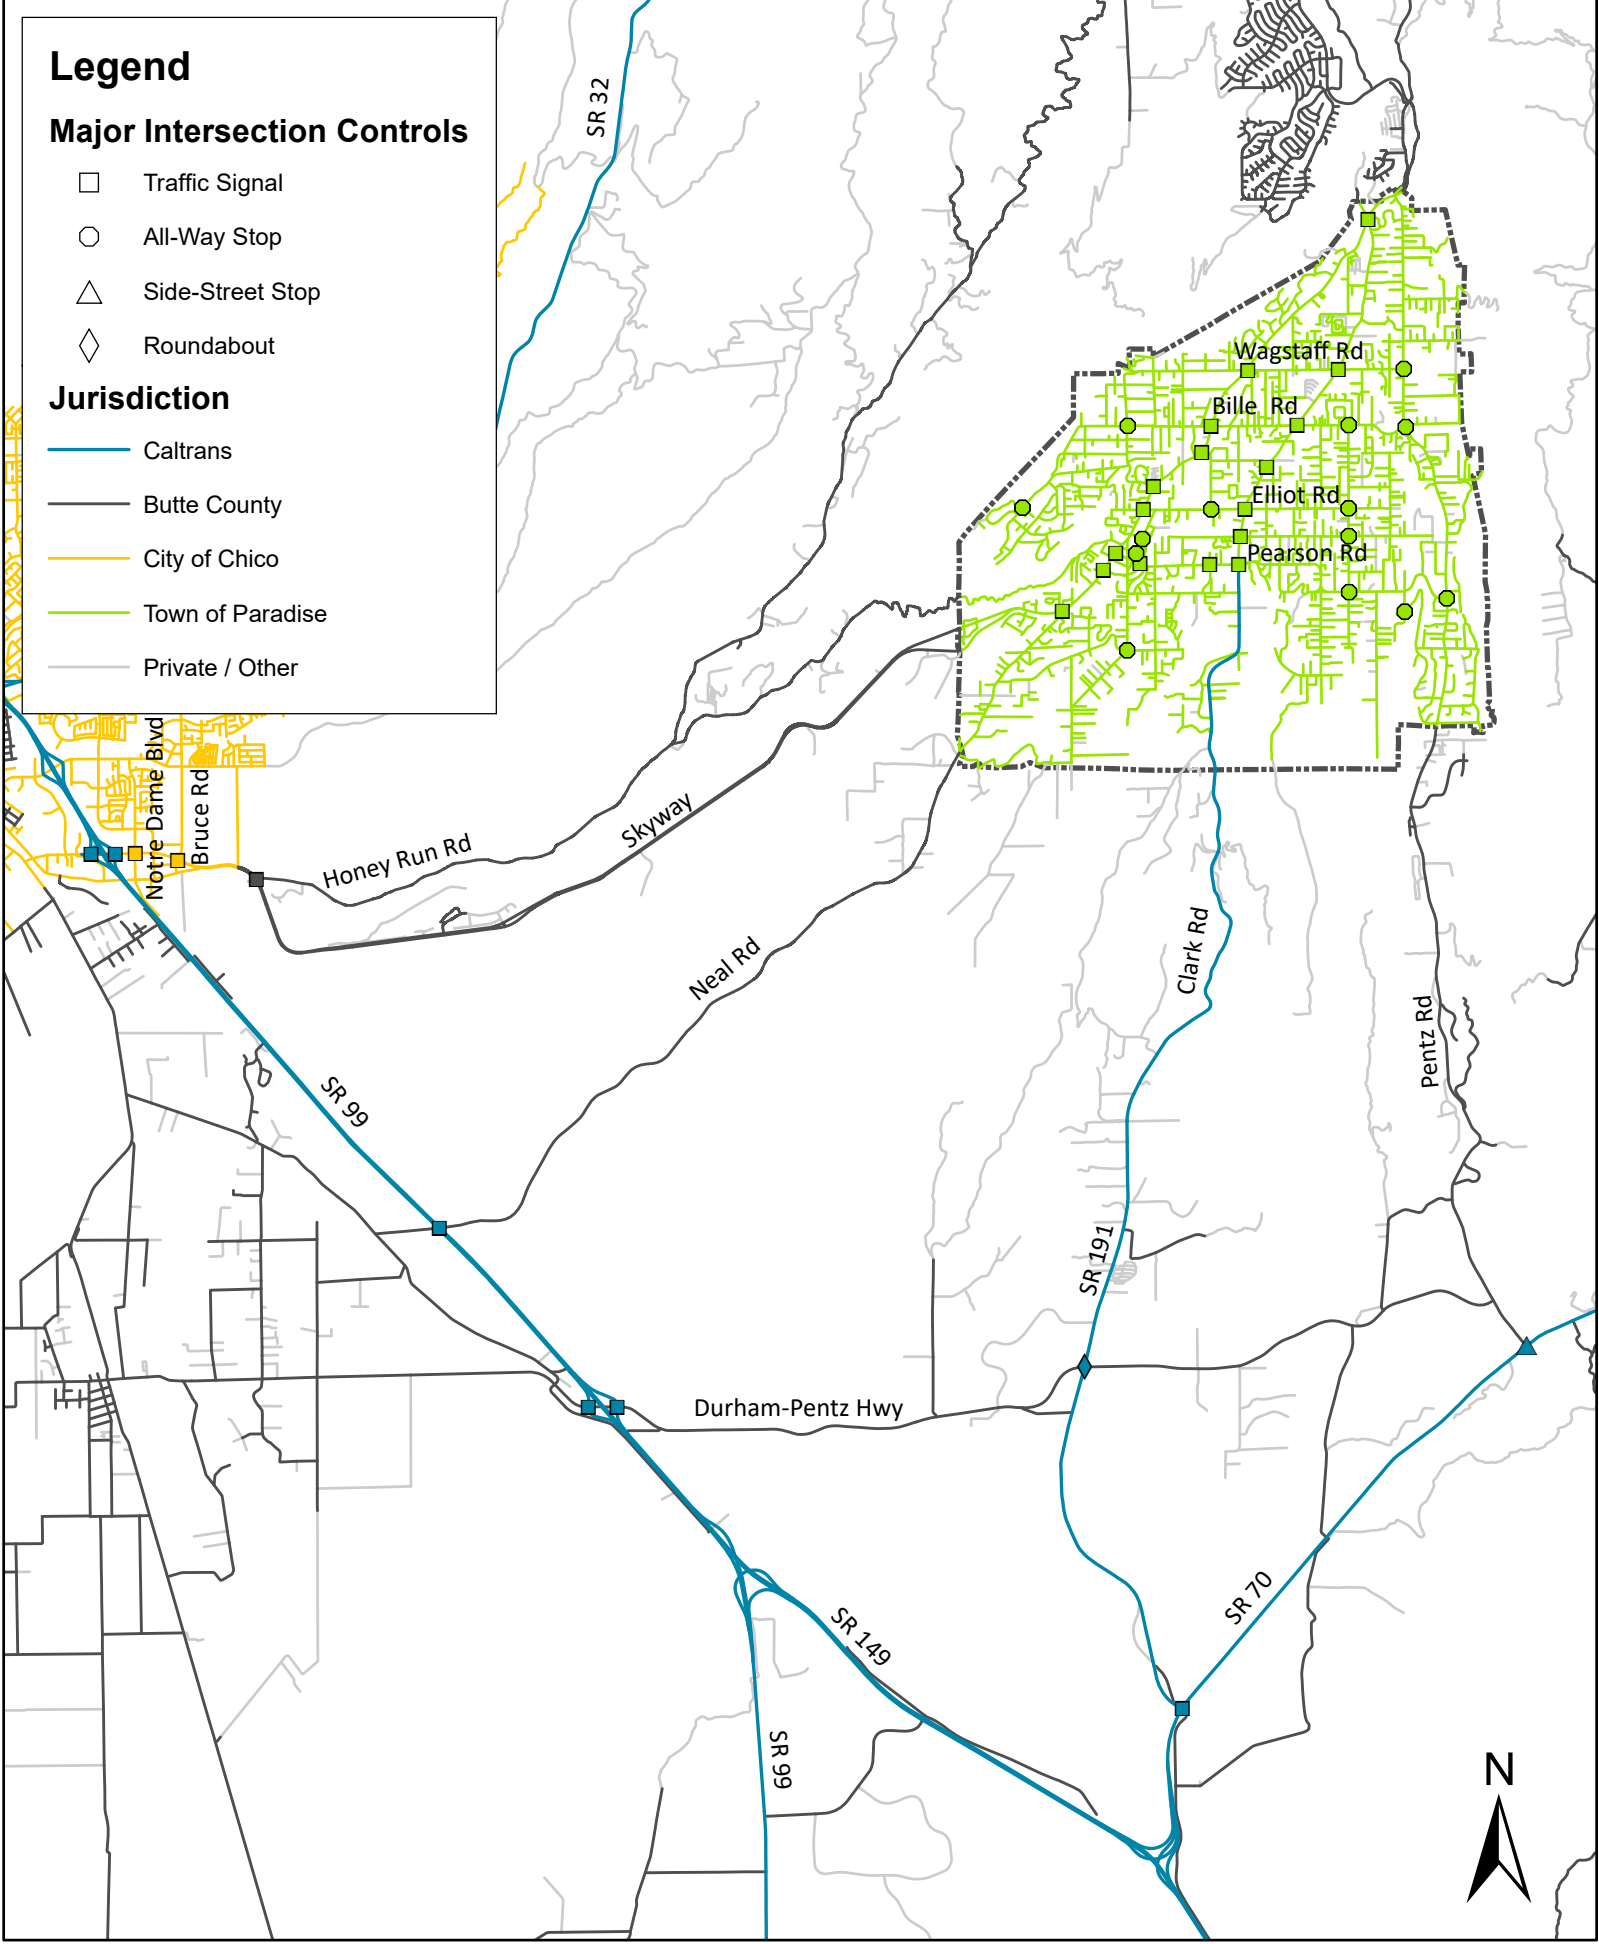 Legend
Major Intersection Controls
Traffic Signal
All-Way Stop
Side-Street Stop
Roundabout
Jurisdiction
Caltrans
Butte County
City of Chico
Town of Paradise
Private / Other
SR 32
Wagstaff Rd
Bille Rd
Elliot Rd
Pearson Rd
Notre Dame Blvd
Bruce Rd
Honey Run Rd
Skyway
Neal Rd
Clark Rd
Pentz Rd
SR 99
SR 191
Durham-Pentz Hwy
SR 70
SR 149
SR 99
N